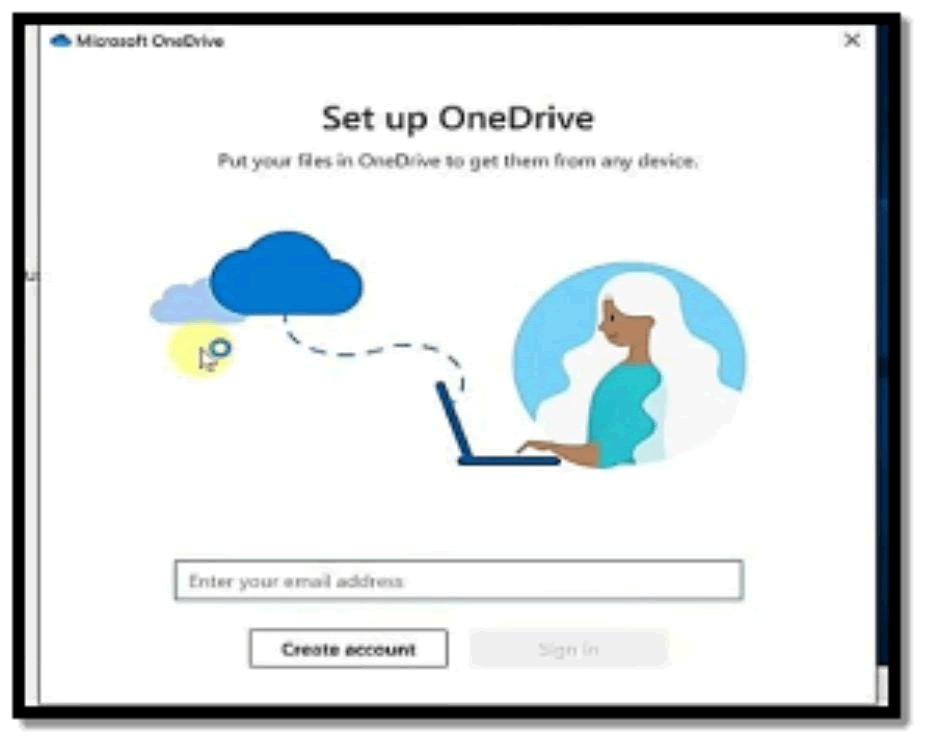 Microsoft OneDrive
Set up OneDrive
Put your files in OneDrive to get them from any device.
Enter your email address
Create account
Sign in